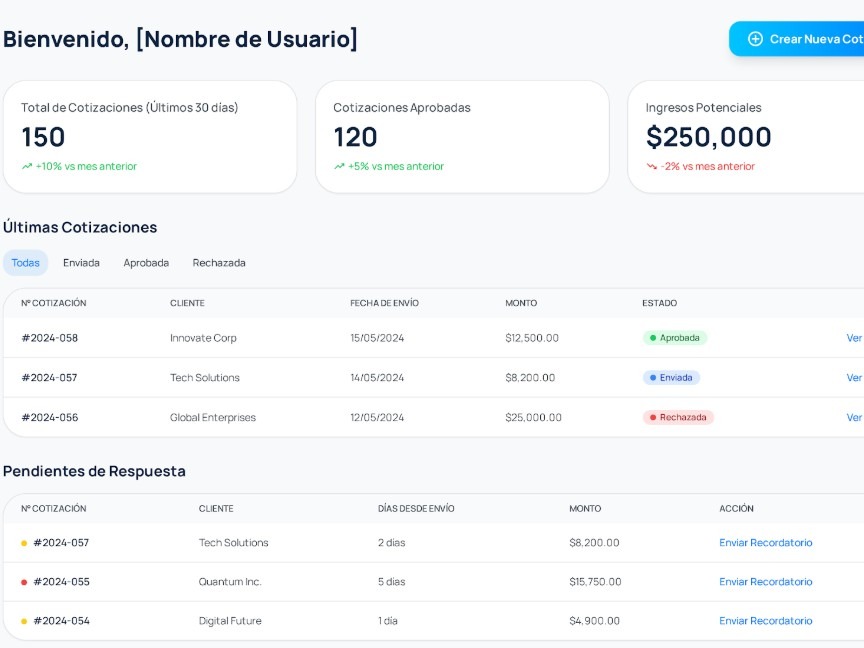 Bienvenido, [Nombre de Usuario]
Crear Nueva Cot
Total de Cotizaciones (Últimos 30 días)
150
+10% vs mes anterior
Cotizaciones Aprobadas
120
+5% vs mes anterior
Ingresos Potenciales
$250,000
-2% vs mes anterior
Últimas Cotizaciones
Todas Enviada Aprobada Rechazada
Nº COTIZACIÓN CLIENTE FECHA DE ENVÍO MONTO ESTADO
#2024-058 Innovate Corp 15/05/2024 $12,500.00 Aprobada Ver
#2024-057 Tech Solutions 14/05/2024 $8,200.00 Enviada Ver
#2024-056 Global Enterprises 12/05/2024 $25,000.00 Rechazada Ver
Pendientes de Respuesta
Nº COTIZACIÓN CLIENTE DÍAS DESDE ENVÍO MONTO ACCIÓN
#2024-057 Tech Solutions 2 días $8,200.00 Enviar Recordatorio
#2024-055 Quantum Inc. 5 días $15,750.00 Enviar Recordatorio
#2024-054 Digital Future 1 día $4,900.00 Enviar Recordatorio